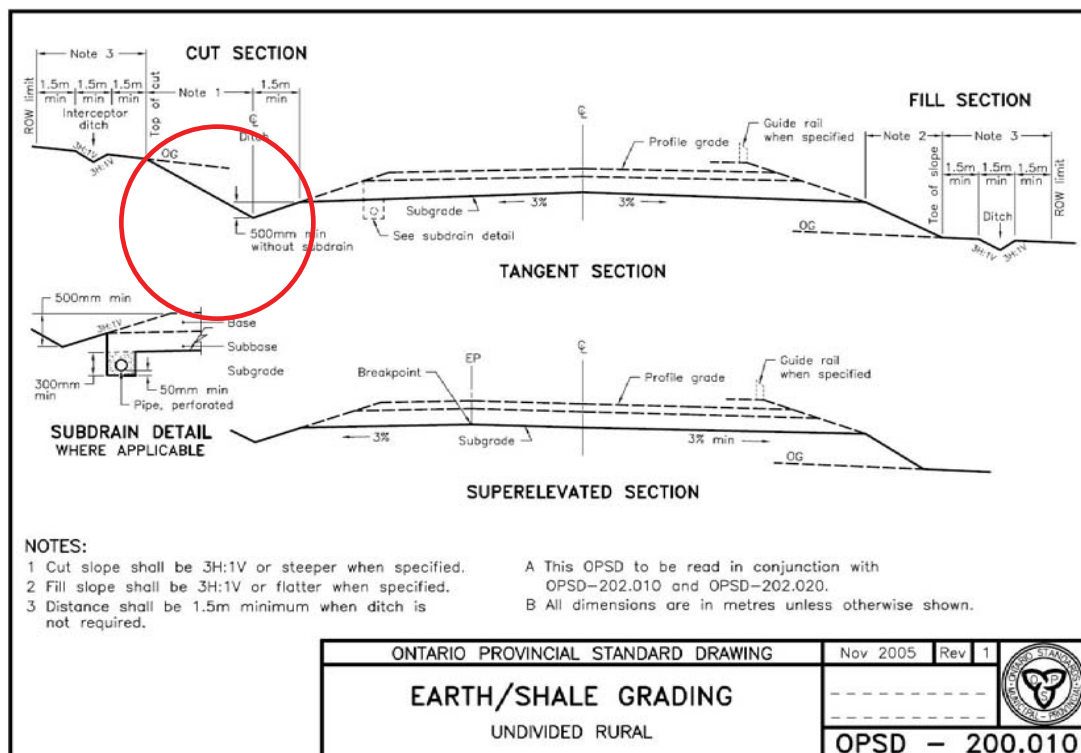 CUT SECTION
Note 3
1.5m min
1.5m min
1.5m min
Note 1
1.5m min
ROW limit
Interceptor ditch
Top of cut
℄ Ditch
3H:1V
3H:1V
OG
500mm min
without subdrain
Subgrade
3%
3%
See subdrain detail
℄
Profile grade
Guide rail
when specified
FILL SECTION
Note 2
Note 3
Toe of slope
1.5m min
1.5m min
1.5m min
Ditch
ROW limit
OG
3H:1V
3H:1V
TANGENT SECTION
500mm min
3H:1V
Base
Subbase
Subgrade
300mm
min
50mm min
Pipe, perforated
SUBDRAIN DETAIL
WHERE APPLICABLE
EP
Breakpoint
℄
Profile grade
Guide rail
when specified
3%
Subgrade
3% min
OG
SUPERELEVATED SECTION
NOTES:
1 Cut slope shall be 3H:1V or steeper when specified.
2 Fill slope shall be 3H:1V or flatter when specified.
3 Distance shall be 1.5m minimum when ditch is
not required.
A This OPSD to be read in conjunction with
OPSD-202.010 and OPSD-202.020.
B All dimensions are in metres unless otherwise shown.
ONTARIO PROVINCIAL STANDARD DRAWING
Nov 2005
Rev
1
EARTH/SHALE GRADING
UNDIVIDED RURAL
ONTARIO STANDARDS
MUNICIPAL-PROVINCIAL
O P S
OPSD - 200.010